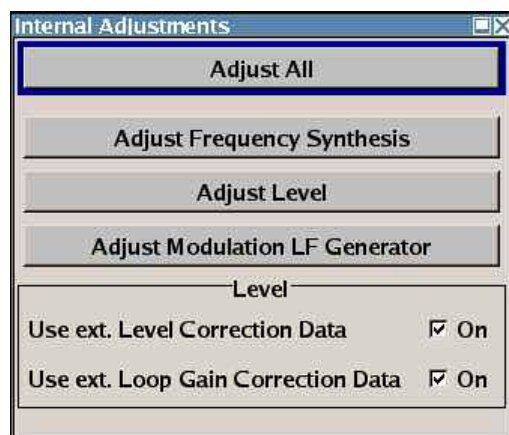 Internal Adjustments
Adjust All
Adjust Frequency Synthesis
Adjust Level
Adjust Modulation LF Generator
Level
Use ext. Level Correction Data On
Use ext. Loop Gain Correction Data On